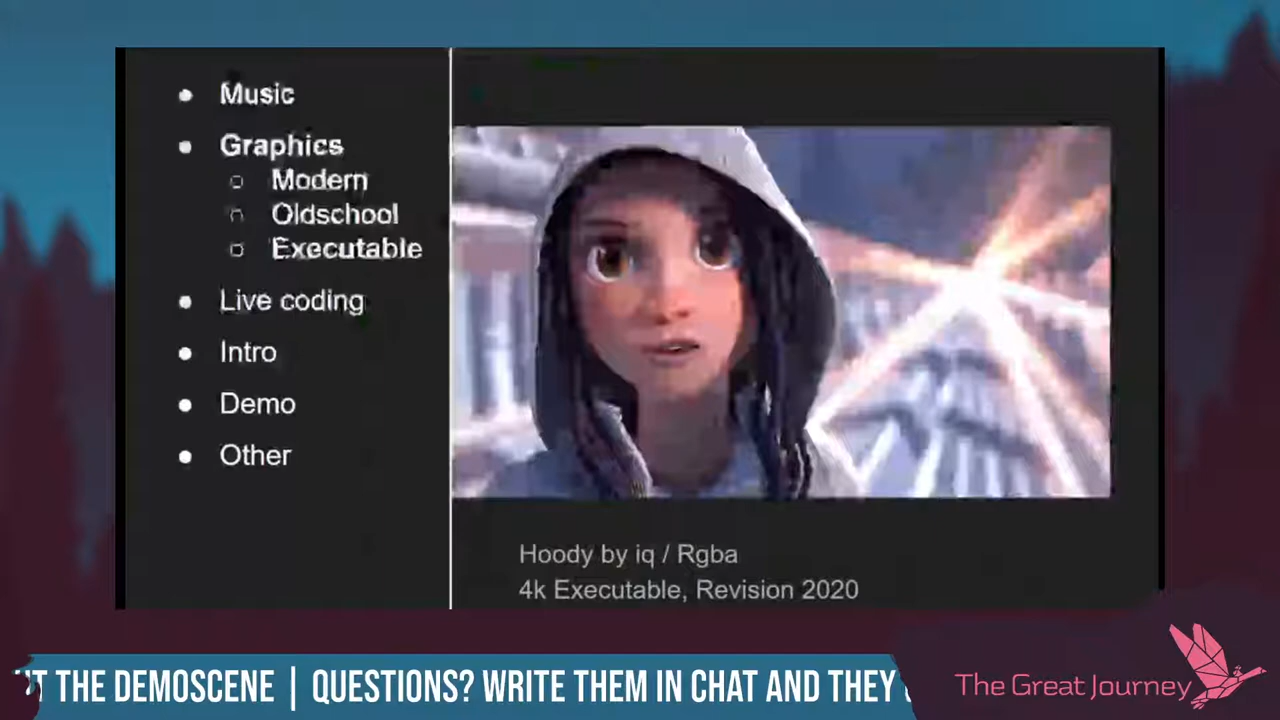 Music
Graphics
Modern
Oldschool
Executable
Live coding
Intro
Demo
Other
Hoody by iq / Rgba
4k Executable, Revision 2020
THE DEMOSCENE | QUESTIONS? WRITE THEM IN CHAT AND THEY
The Great Journey